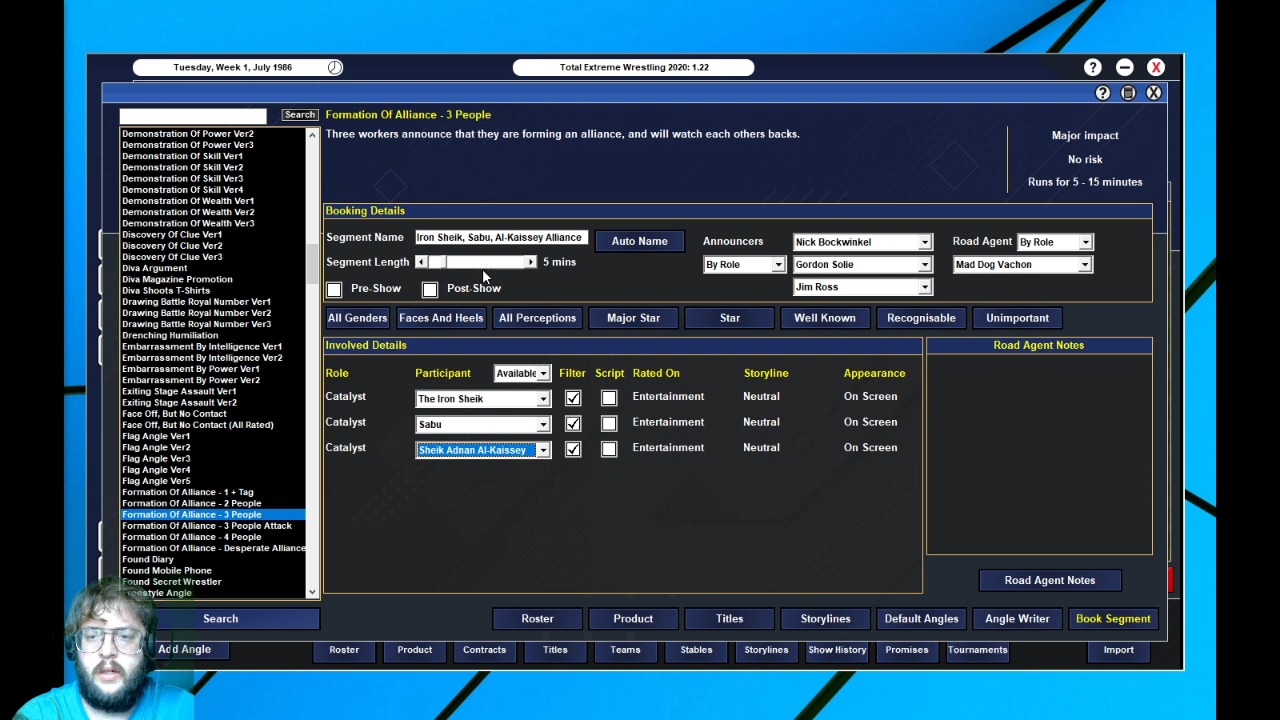 Tuesday, Week 1, July 1986
Total Extreme Wrestling 2020: 1.22
? X
? X
Search
Formation Of Alliance - 3 People
Three workers announce that they are forming an alliance, and will watch each others backs.
Major impact
No risk
Runs for 5 - 15 minutes
Demonstration Of Power Ver2
Demonstration Of Power Ver3
Demonstration Of Skill Ver1
Demonstration Of Skill Ver2
Demonstration Of Skill Ver3
Demonstration Of Skill Ver4
Demonstration Of Wealth Ver1
Demonstration Of Wealth Ver2
Demonstration Of Wealth Ver3
Discovery Of Clue Ver1
Discovery Of Clue Ver2
Discovery Of Clue Ver3
Diva Argument
Diva Magazine Promotion
Diva Shoots T-Shirts
Drawing Battle Royal Number Ver1
Drawing Battle Royal Number Ver2
Drawing Battle Royal Number Ver3
Drenching Humiliation
Embarrassment By Intelligence Ver1
Embarrassment By Intelligence Ver2
Embarrassment By Power Ver1
Embarrassment By Power Ver2
Exiting Stage Assault Ver1
Exiting Stage Assault Ver2
Face Off, But No Contact
Face Off, But No Contact (All Rated)
Flag Angle Ver1
Flag Angle Ver2
Flag Angle Ver3
Flag Angle Ver4
Flag Angle Ver5
Formation Of Alliance - 1 + Tag
Formation Of Alliance - 2 People
Formation Of Alliance - 3 People
Formation Of Alliance - 3 People Attack
Formation Of Alliance - 4 People
Formation Of Alliance - Desperate Alliance
Found Diary
Found Mobile Phone
Found Secret Wrestler
Freestyle Angle
Search
Add Angle
Booking Details
Segment Name Iron Sheik, Sabu, Al-Kaissey Alliance Auto Name
Segment Length 5 mins
Pre-Show Post-Show
Announcers Nick Bockwinkel
By Role Gordon Solie
Jim Ross
Road Agent By Role
Mad Dog Vachon
All Genders Faces And Heels All Perceptions Major Star Star Well Known Recognisable Unimportant
Involved Details
Role Participant Available Filter Script Rated On Storyline Appearance
Catalyst The Iron Sheik Entertainment Neutral On Screen
Catalyst Sabu Entertainment Neutral On Screen
Catalyst Sheik Adnan Al-Kaissey Entertainment Neutral On Screen
Road Agent Notes
Road Agent Notes
Roster Product Titles Storylines Default Angles Angle Writer Book Segment
Roster Product Contracts Titles Teams Stables Storylines Show History Promises Tournaments Import